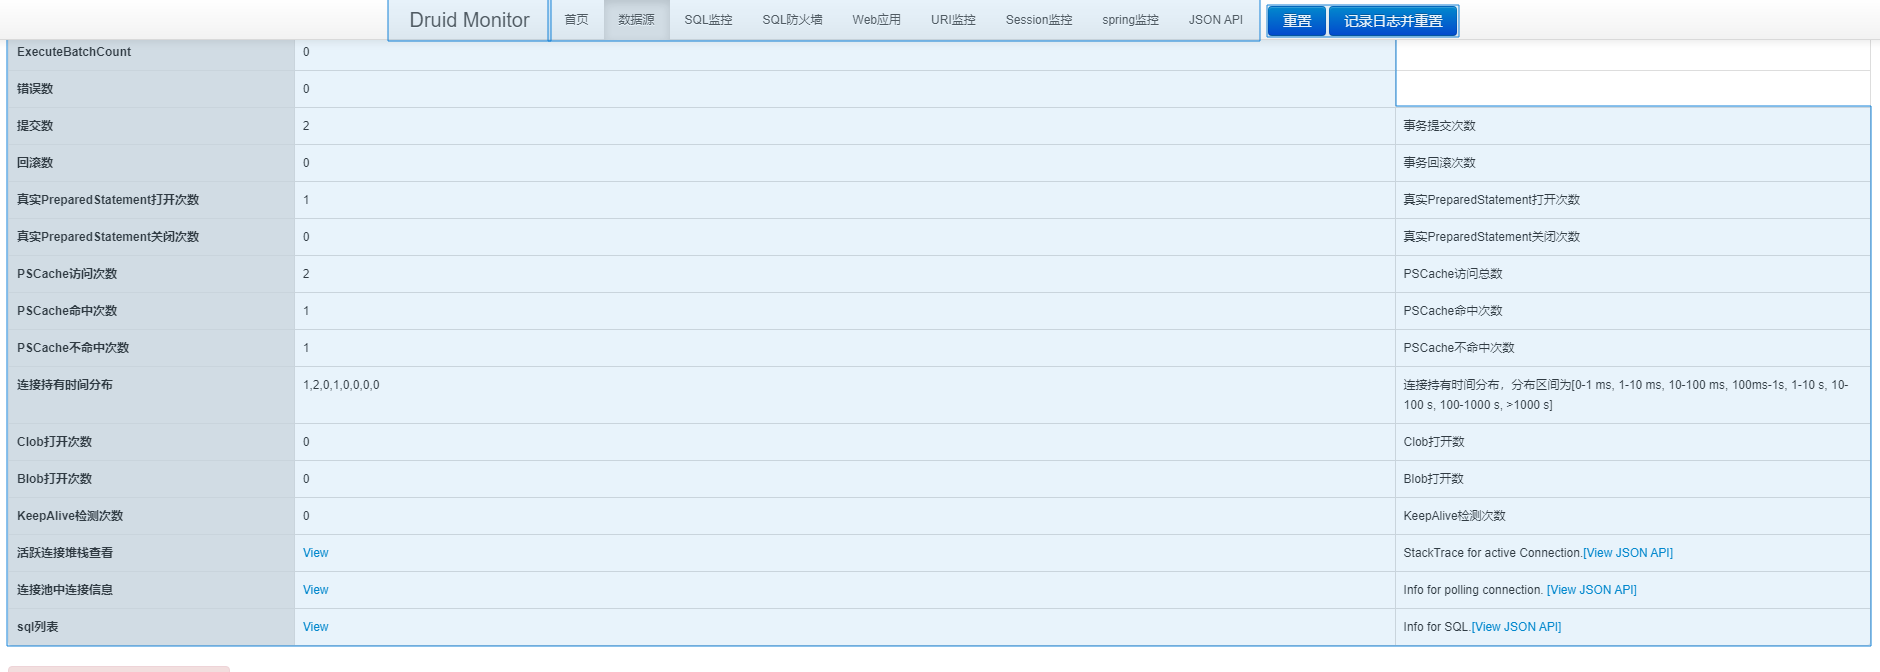 Druid Monitor 首页 数据源 SQL监控 SQL防火墙 Web应用 URI监控 Session监控 spring监控 JSON API 重置 记录日志并重置
ExecuteBatchCount 0
错误数 0
提交数 2 事务提交次数
回滚数 0 事务回滚次数
真实PreparedStatement打开次数 1 真实PreparedStatement打开次数
真实PreparedStatement关闭次数 0 真实PreparedStatement关闭次数
PSCache访问次数 2 PSCache访问总数
PSCache命中次数 1 PSCache命中次数
PSCache不命中次数 1 PSCache不命中次数
连接持有时间分布 1,2,0,1,0,0,0,0 连接持有时间分布，分布区间为[0-1 ms, 1-10 ms, 10-100 ms, 100ms-1s, 1-10 s, 10-
100 s, 100-1000 s, >1000 s]
Clob打开次数 0 Clob打开数
Blob打开次数 0 Blob打开数
KeepAlive检测次数 0 KeepAlive检测次数
活跃连接堆栈查看 View StackTrace for active Connection.[View JSON API]
连接池中连接信息 View Info for polling connection. [View JSON API]
sql列表 View Info for SQL.[View JSON API]